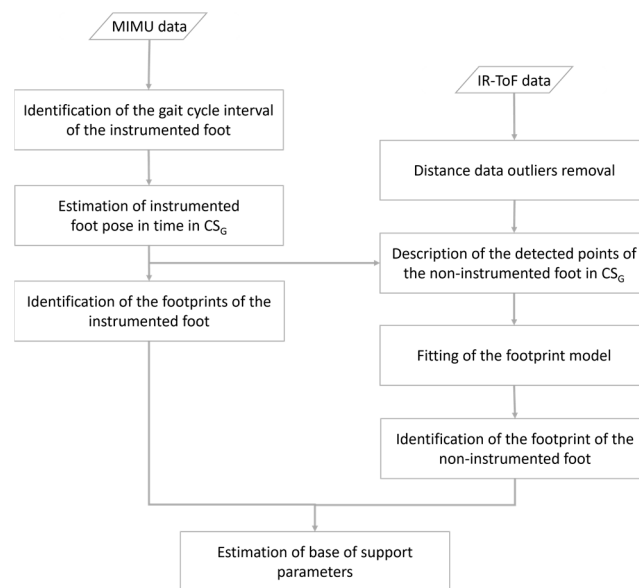 MIMU data
Identification of the gait cycle interval
of the instrumented foot
Estimation of instrumented
foot pose in time in CS_G
Identification of the footprints of the
instrumented foot
IR-ToF data
Distance data outliers removal
Description of the detected points of
the non-instrumented foot in CS_G
Fitting of the footprint model
Identification of the footprint of the
non-instrumented foot
Estimation of base of support
parameters